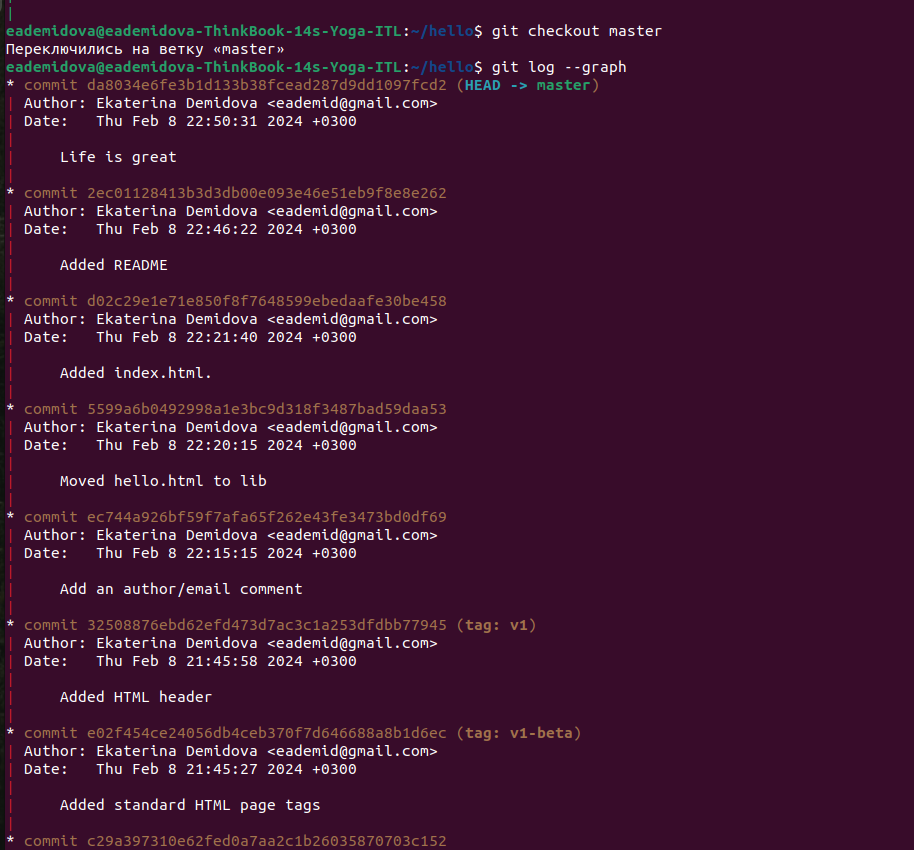 eademidova@eademidova-ThinkBook-14s-Yoga-ITL:~/hello$ git checkout master
Переключились на ветку «master»
eademidova@eademidova-ThinkBook-14s-Yoga-ITL:~/hello$ git log --graph
* commit da8034e6fe3b1d133b38fcead287d9dd1097fcd2 (HEAD -> master)
| Author: Ekaterina Demidova <eademid@gmail.com>
| Date:   Thu Feb 8 22:50:31 2024 +0300
|
|     Life is great
|
* commit 2ec01128413b3d3db00e093e46e51eb9f8e8e262
| Author: Ekaterina Demidova <eademid@gmail.com>
| Date:   Thu Feb 8 22:46:22 2024 +0300
|
|     Added README
|
* commit d02c29e1e71e850f8f7648599ebedaafe30be458
| Author: Ekaterina Demidova <eademid@gmail.com>
| Date:   Thu Feb 8 22:21:40 2024 +0300
|
|     Added index.html.
|
* commit 5599a6b0492998a1e3bc9d318f3487bad59daa53
| Author: Ekaterina Demidova <eademid@gmail.com>
| Date:   Thu Feb 8 22:20:15 2024 +0300
|
|     Moved hello.html to lib
|
* commit ec744a926bf59f7afa65f262e43fe3473bd0df69
| Author: Ekaterina Demidova <eademid@gmail.com>
| Date:   Thu Feb 8 22:15:15 2024 +0300
|
|     Add an author/email comment
|
* commit 32508876ebd62efd473d7ac3c1a253dfdbb77945 (tag: v1)
| Author: Ekaterina Demidova <eademid@gmail.com>
| Date:   Thu Feb 8 21:45:58 2024 +0300
|
|     Added HTML header
|
* commit e02f454ce24056db4ceb370f7d646688a8b1d6ec (tag: v1-beta)
| Author: Ekaterina Demidova <eademid@gmail.com>
| Date:   Thu Feb 8 21:45:27 2024 +0300
|
|     Added standard HTML page tags
|
* commit c29a397310e62fed0a7aa2c1b26035870703c152